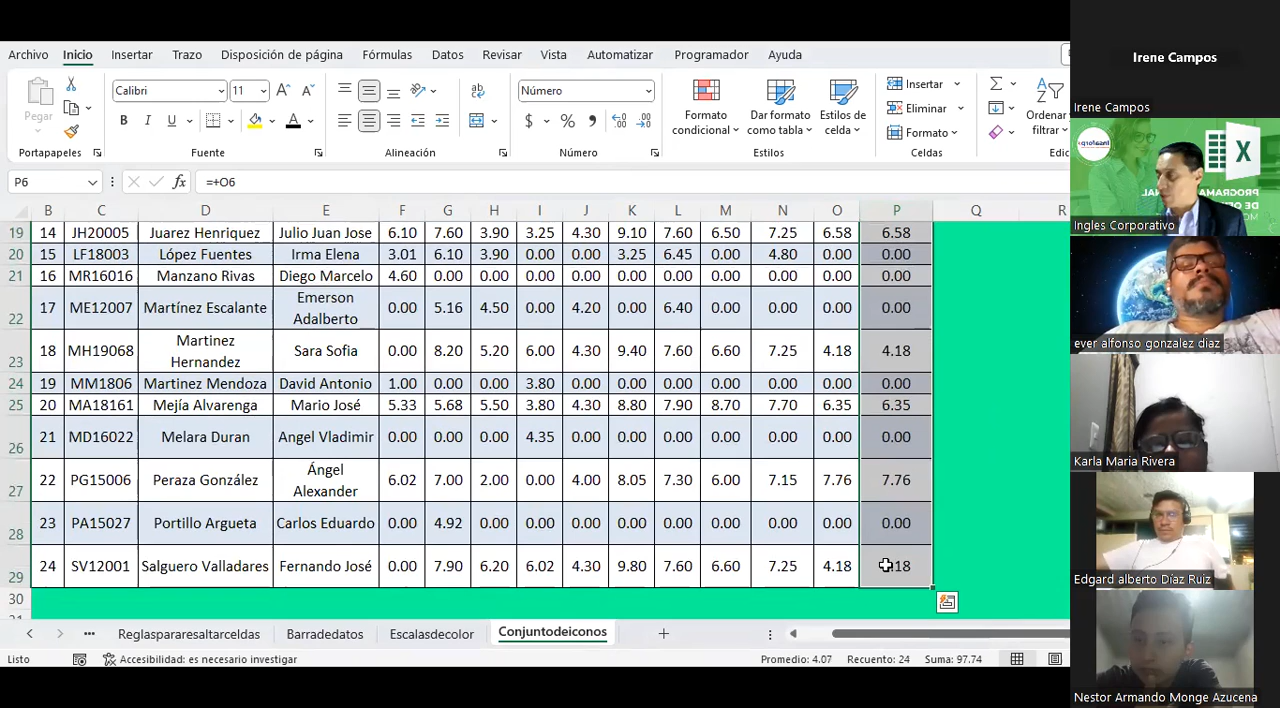 Archivo Inicio Insertar Trazo Disposición de página Fórmulas Datos Revisar Vista Automatizar Programador Ayuda
Pegar
Calibri 11
Número
Formato condicional
Dar formato como tabla
Estilos de celda
Insertar
Eliminar
Formato
Ordenar
filtrar
Portapapeles Fuente Alineación Número Estilos Celdas
P6 fx =+O6
B C D E F G H I J K L M N O P Q R
19 14 JH20005 Juarez Henriquez Julio Juan Jose 6.10 7.60 3.90 3.25 4.30 9.10 7.60 6.50 7.25 6.58 6.58
20 15 LF18003 López Fuentes Irma Elena 3.01 6.10 3.90 0.00 0.00 3.25 6.45 0.00 4.80 0.00 0.00
21 16 MR16016 Manzano Rivas Diego Marcelo 4.60 0.00 0.00 0.00 0.00 0.00 0.00 0.00 0.00 0.00 0.00
22 17 ME12007 Martínez Escalante Emerson Adalberto 0.00 5.16 4.50 0.00 4.20 0.00 6.40 0.00 0.00 0.00 0.00
23 18 MH19068 Martinez Hernandez Sara Sofia 0.00 8.20 5.20 6.00 4.30 9.40 7.60 6.60 7.25 4.18 4.18
24 19 MM1806 Martinez Mendoza David Antonio 1.00 0.00 0.00 3.80 0.00 0.00 0.00 0.00 0.00 0.00 0.00
25 20 MA18161 Mejía Alvarenga Mario José 5.33 5.68 5.50 3.80 4.30 8.80 7.90 8.70 7.70 6.35 6.35
26 21 MD16022 Melara Duran Angel Vladimir 0.00 0.00 0.00 4.35 0.00 0.00 0.00 0.00 0.00 0.00 0.00
27 22 PG15006 Peraza González Ángel Alexander 6.02 7.00 2.00 0.00 4.00 8.05 7.30 6.00 7.15 7.76 7.76
28 23 PA15027 Portillo Argueta Carlos Eduardo 0.00 4.92 0.00 0.00 0.00 0.00 0.00 0.00 0.00 0.00 0.00
29 24 SV12001 Salguero Valladares Fernando José 0.00 7.90 6.20 6.02 4.30 9.80 7.60 6.60 7.25 4.18
30
Reglaspararesaltarceldas Barradedatos Escalasdecolor Conjuntodeiconos
Listo Accesibilidad: es necesario investigar Promedio: 4.07 Recuento: 24 Suma: 97.74
Irene Campos
Irene Campos
PROGRAMA
Ingles Corporativo
ever alfonso gonzalez diaz
Karla Maria Rivera
Edgard alberto Díaz Ruiz
Nestor Armando Monge Azucena